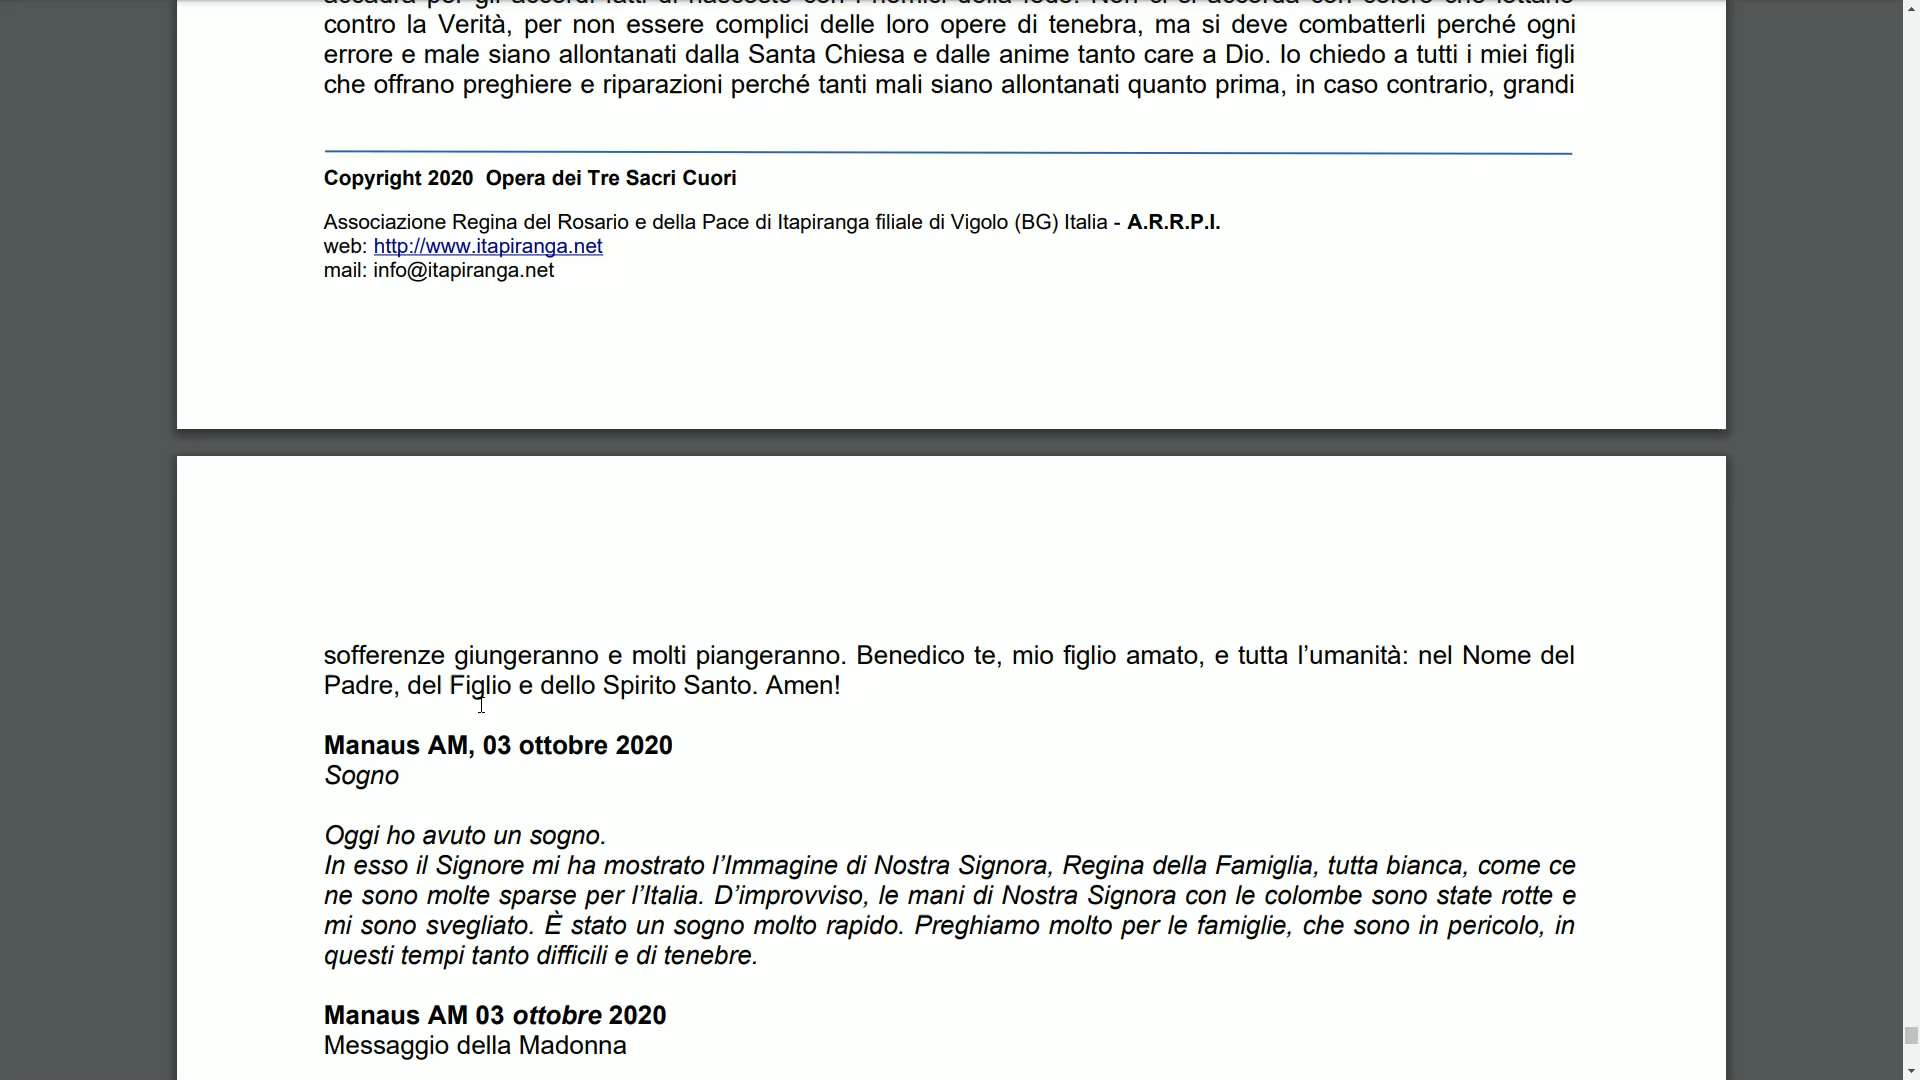 contro la Verità, per non essere complici delle loro opere di tenebra, ma si deve combatterli perché ogni
errore e male siano allontanati dalla Santa Chiesa e dalle anime tanto care a Dio. Io chiedo a tutti i miei figli
che offrano preghiere e riparazioni perché tanti mali siano allontanati quanto prima, in caso contrario, grandi
Copyright 2020 Opera dei Tre Sacri Cuori
Associazione Regina del Rosario e della Pace di Itapiranga filiale di Vigolo (BG) Italia - A.R.R.P.I.
web: http://www.itapiranga.net
mail: info@itapiranga.net
sofferenze giungeranno e molti piangeranno. Benedico te, mio figlio amato, e tutta l’umanità: nel Nome del
Padre, del Figlio e dello Spirito Santo. Amen!
Manaus AM, 03 ottobre 2020
Sogno
Oggi ho avuto un sogno.
In esso il Signore mi ha mostrato l’Immagine di Nostra Signora, Regina della Famiglia, tutta bianca, come ce
ne sono molte sparse per l’Italia. D’improvviso, le mani di Nostra Signora con le colombe sono state rotte e
mi sono svegliato. È stato un sogno molto rapido. Preghiamo molto per le famiglie, che sono in pericolo, in
questi tempi tanto difficili e di tenebre.
Manaus AM 03 ottobre 2020
Messaggio della Madonna